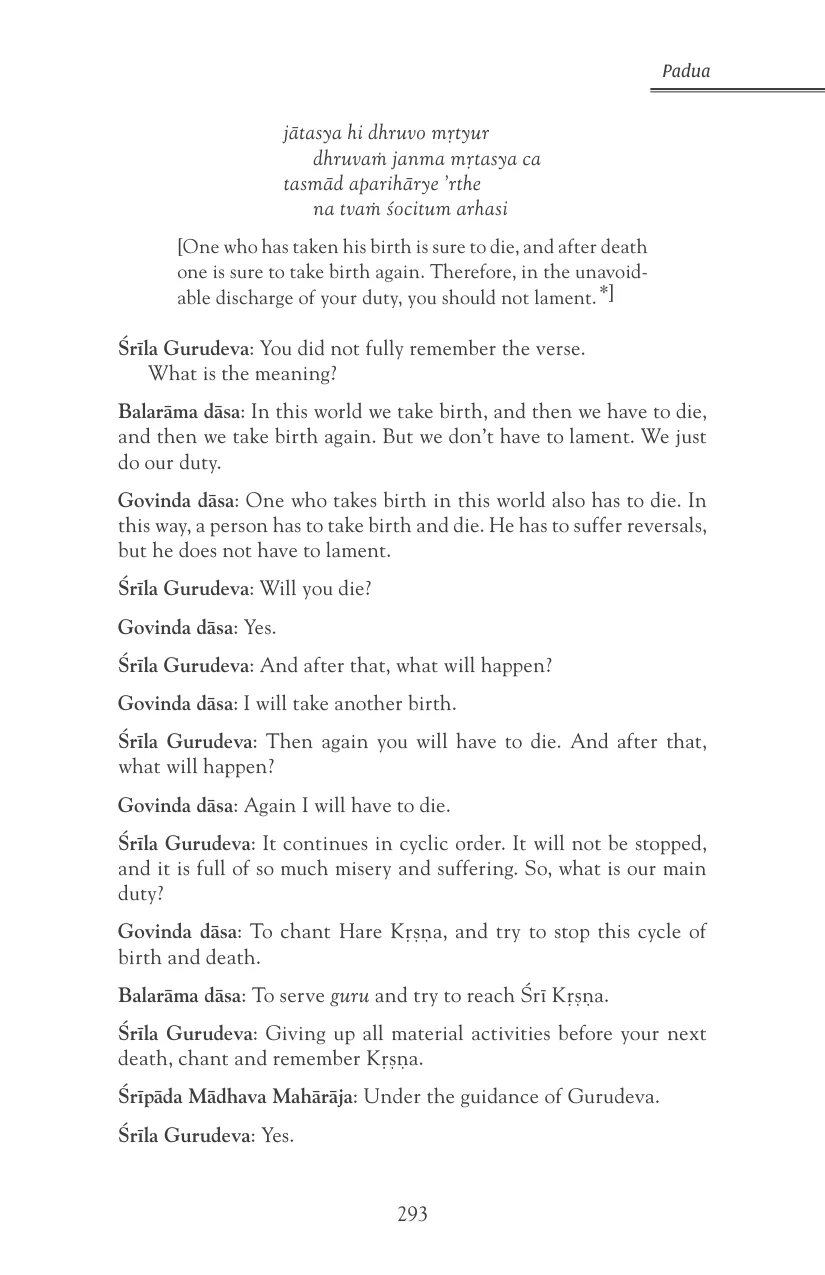 Padua
jātasya hi dhruvo mṛtyur
dhruvaṁ janma mṛtasya ca
tasmād aparihārye ’rthe
na tvaṁ śocitum arhasi
[One who has taken his birth is sure to die, and after death
one is sure to take birth again. Therefore, in the unavoid-
able discharge of your duty, you should not lament.*]
Śrīla Gurudeva: You did not fully remember the verse.
What is the meaning?
Balarāma dāsa: In this world we take birth, and then we have to die,
and then we take birth again. But we don’t have to lament. We just
do our duty.
Govinda dāsa: One who takes birth in this world also has to die. In
this way, a person has to take birth and die. He has to suffer reversals,
but he does not have to lament.
Śrīla Gurudeva: Will you die?
Govinda dāsa: Yes.
Śrīla Gurudeva: And after that, what will happen?
Govinda dāsa: I will take another birth.
Śrīla Gurudeva: Then again you will have to die. And after that,
what will happen?
Govinda dāsa: Again I will have to die.
Śrīla Gurudeva: It continues in cyclic order. It will not be stopped,
and it is full of so much misery and suffering. So, what is our main
duty?
Govinda dāsa: To chant Hare Kṛṣṇa, and try to stop this cycle of
birth and death.
Balarāma dāsa: To serve guru and try to reach Śrī Kṛṣṇa.
Śrīla Gurudeva: Giving up all material activities before your next
death, chant and remember Kṛṣṇa.
Śrīpāda Mādhava Mahārāja: Under the guidance of Gurudeva.
Śrīla Gurudeva: Yes.
293